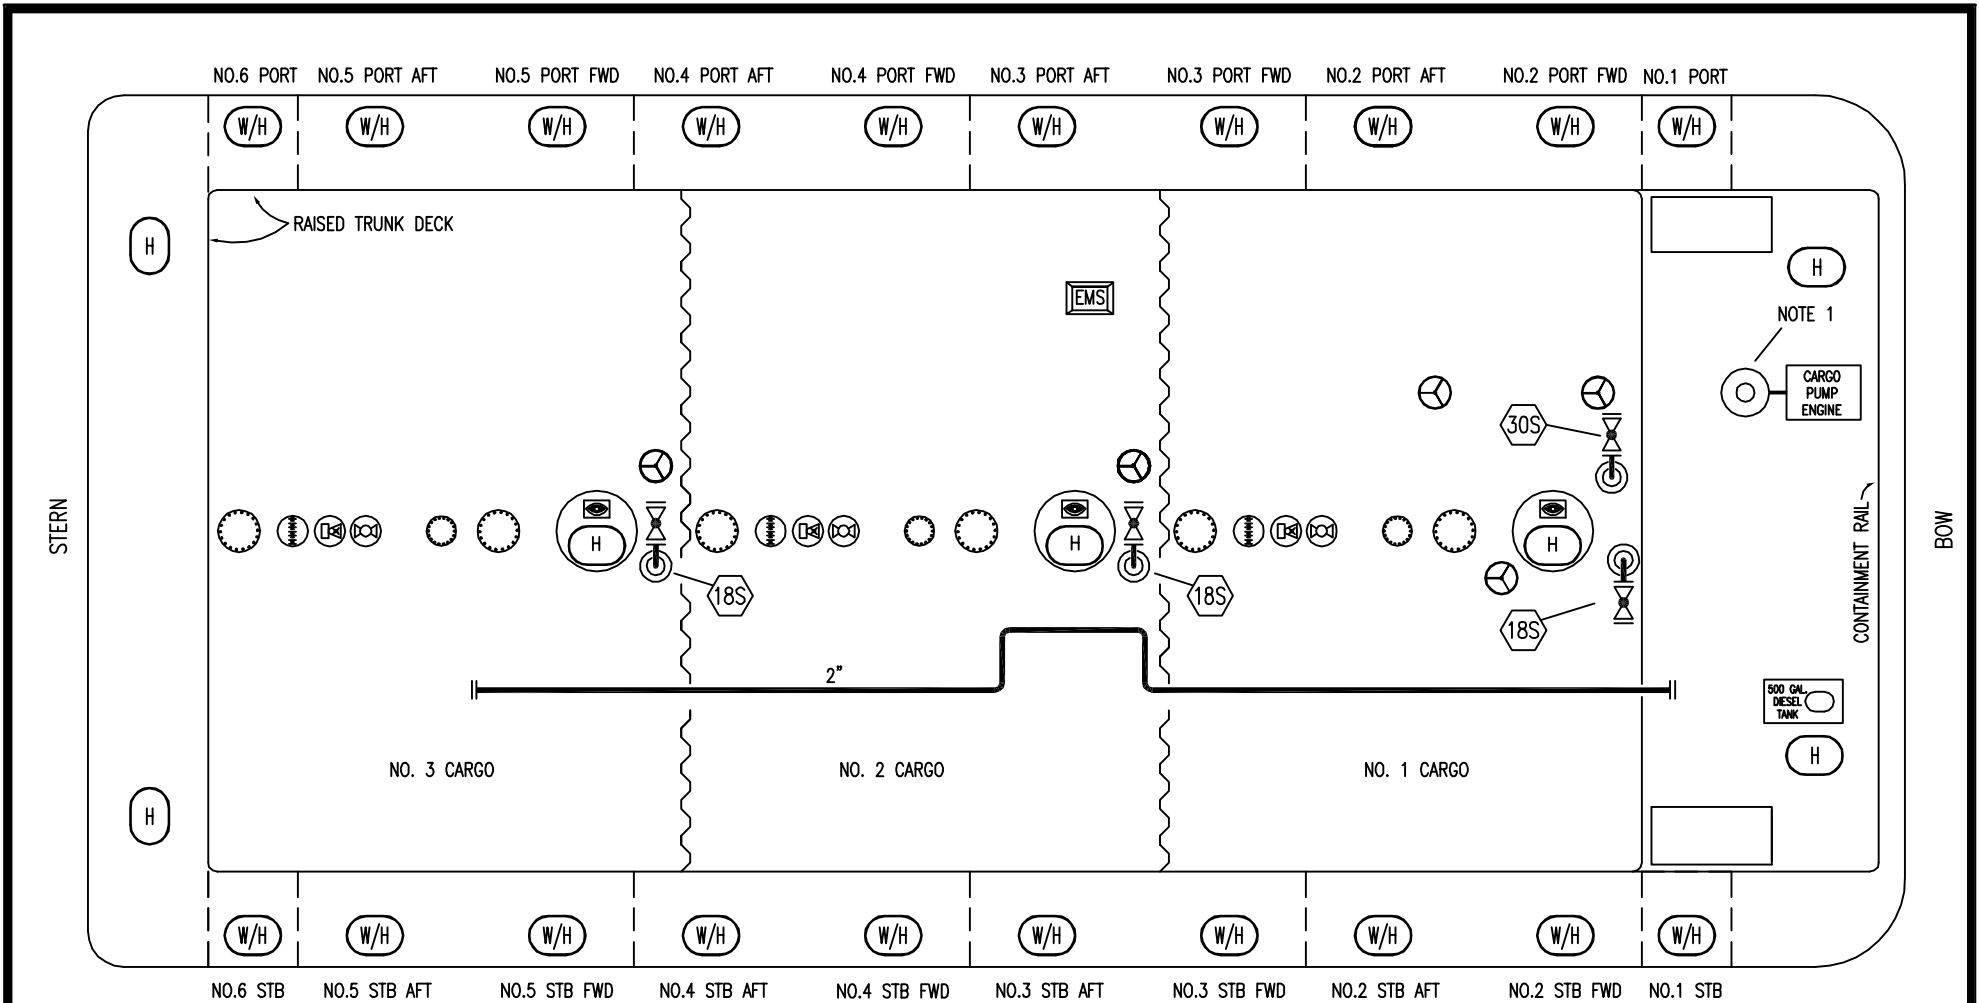 NO.6 PORT NO.5 PORT AFT NO.5 PORT FWD NO.4 PORT AFT NO.4 PORT FWD NO.3 PORT AFT NO.3 PORT FWD NO.2 PORT AFT NO.2 PORT FWD NO.1 PORT
W/H W/H W/H W/H W/H W/H W/H W/H W/H W/H
RAISED TRUNK DECK
H
H
EMS
NOTE 1
CARGO
PUMP
ENGINE
30S
STERN
H
H
H
18S
18S
18S
CONTAINMENT RAIL
BOW
2"
500 GAL.
DIESEL
TANK
H
NO. 3 CARGO
NO. 2 CARGO
NO. 1 CARGO
H
W/H W/H W/H W/H W/H W/H W/H W/H W/H W/H
NO.6 STB NO.5 STB AFT NO.5 STB FWD NO.4 STB AFT NO.4 STB FWD NO.3 STB AFT NO.3 STB FWD NO.2 STB AFT NO.2 STB FWD NO.1 STB